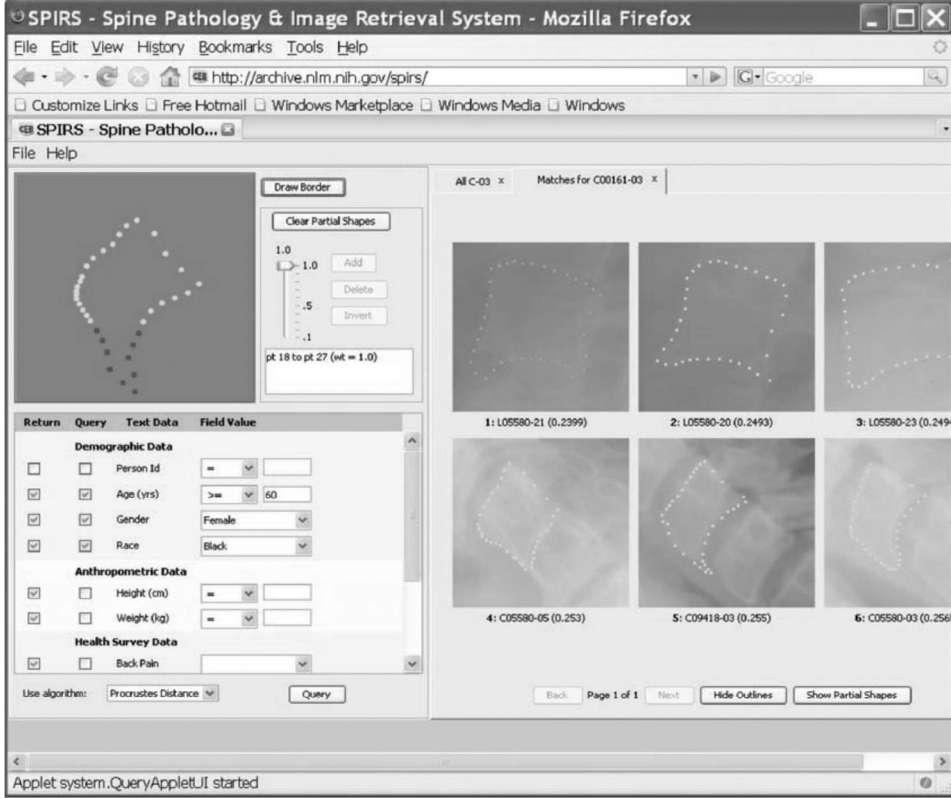 SPIRS - Spine Pathology & Image Retrieval System - Mozilla Firefox
File Edit View History Bookmarks Tools Help
http://archive.nlm.nih.gov/spirs/
Google
Customize Links Free Hotmail Windows Marketplace Windows Media Windows
SPIRS - Spine Patholo...
File Help
Draw Border
All C-03 x Matches for C00161-03 x
Clear Partial Shapes
1.0
1.0 Add
Delete
.5
Invert
.1
pt 18 to pt 27 (wt = 1.0)
1: L05580-21 (0.2399) 2: L05580-20 (0.2493) 3: L05580-23 (0.249
Return Query Text Data Field Value
Demographic Data
Person Id =
Age (yrs) >= 60
Gender Female
Race Black
Anthropometric Data
Height (cm) =
Weight (kg) =
4: C05580-05 (0.253) 5: C09418-03 (0.255) 6: C05580-03 (0.256
Health Survey Data
Back Pain
Use algorithm: Procrustes Distance Query
Back Page 1 of 1 Next Hide Outlines Show Partial Shapes
Applet system.QueryAppletUI started